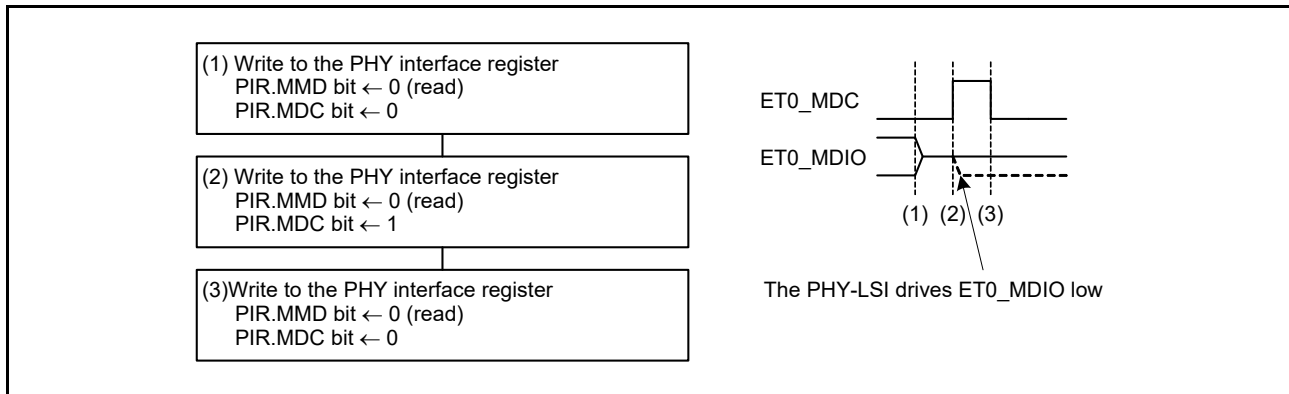 (1) Write to the PHY interface register
PIR.MMD bit ← 0 (read)
PIR.MDC bit ← 0
(2) Write to the PHY interface register
PIR.MMD bit ← 0 (read)
PIR.MDC bit ← 1
(3)Write to the PHY interface register
PIR.MMD bit ← 0 (read)
PIR.MDC bit ← 0
ET0_MDC
ET0_MDIO
(1) (2) (3)
The PHY-LSI drives ET0_MDIO low